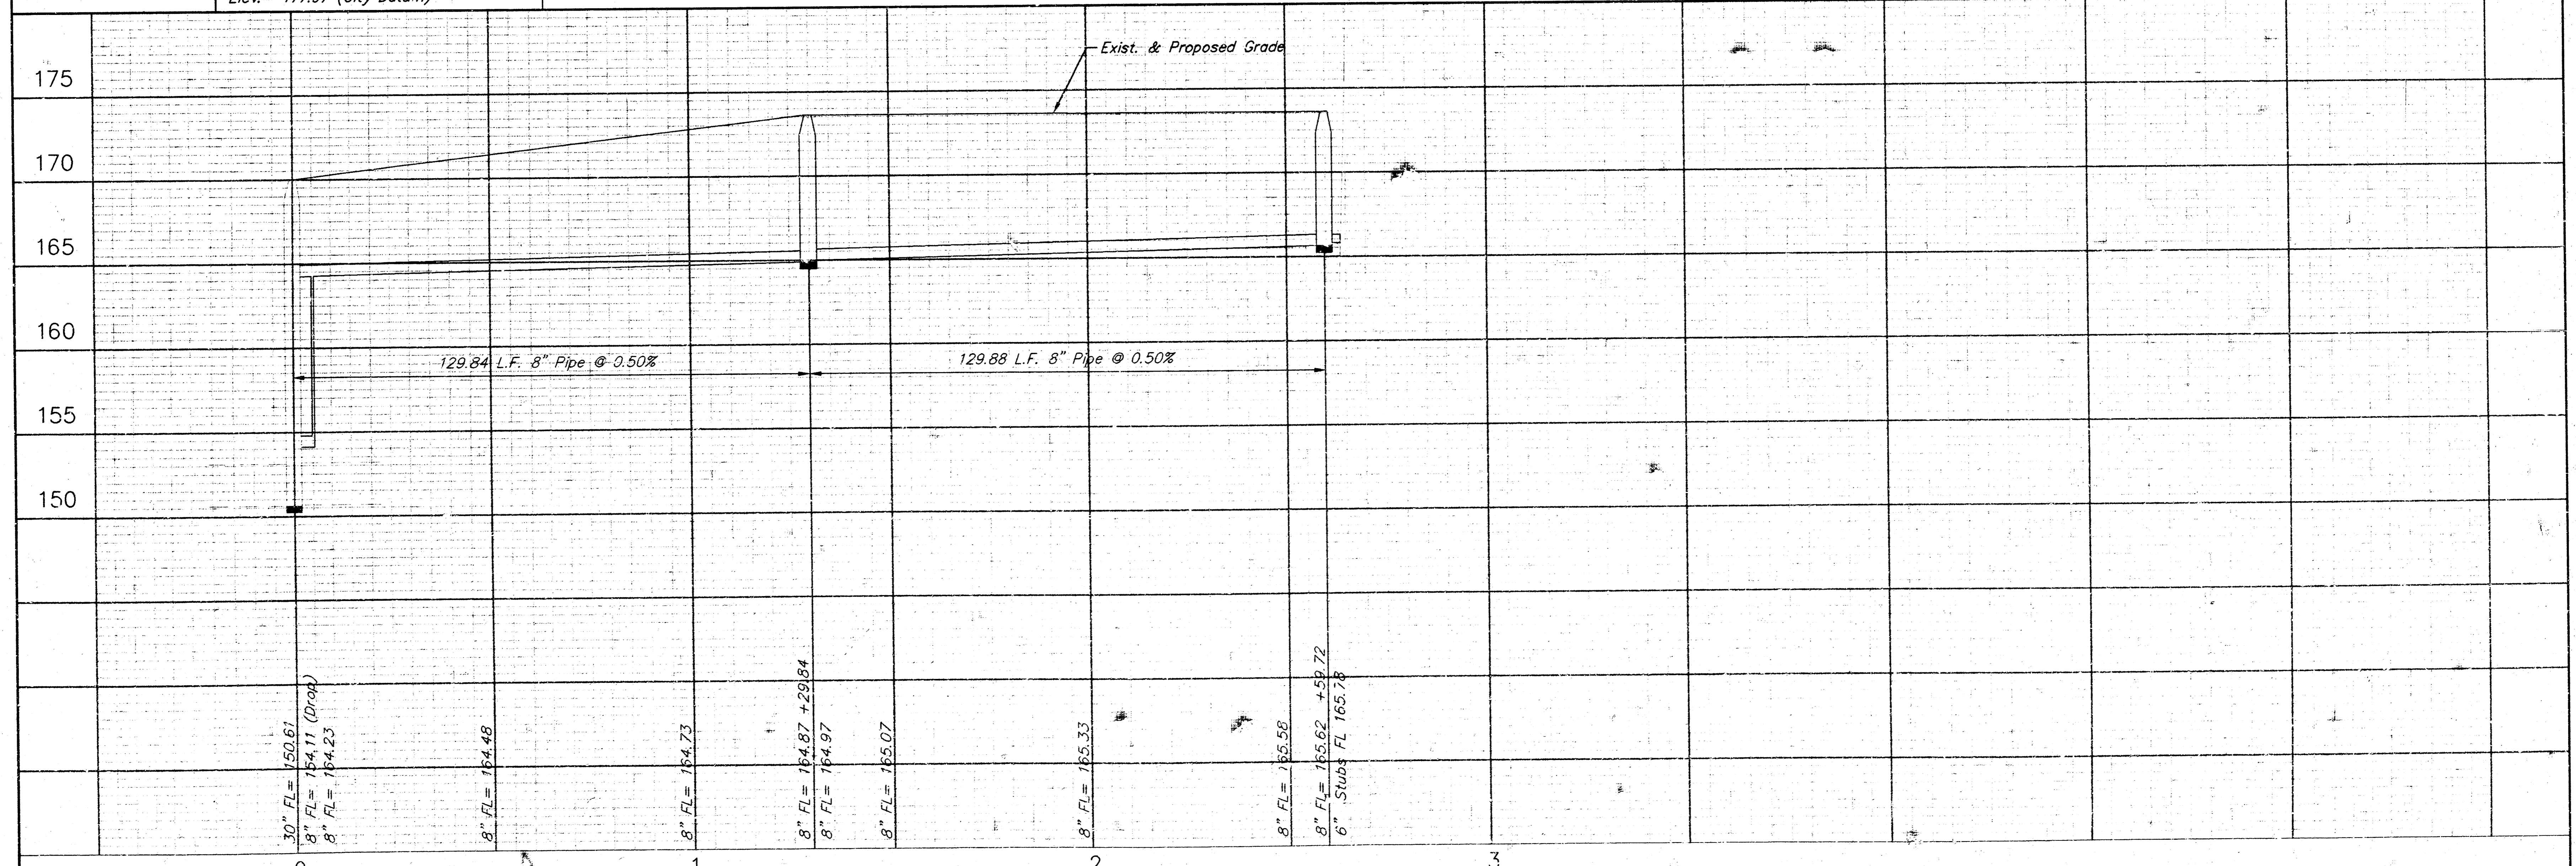 Exist. & Proposed Grade
175
170
165
160
155
150
129.84 L.F. 8" Pipe @ 0.50%
129.88 L.F. 8" Pipe @ 0.50%
30" FL= 150.61
8" FL= 154.11 (Drop)
8" FL= 164.23
8" FL= 164.48
8" FL= 164.73
8" FL= 164.87 +29.84
8" FL= 164.97
8" FL= 165.07
8" FL= 165.33
8" FL= 165.58
8" FL= 165.62 +59.72
6" Stubs FL 165.78
1
2
3